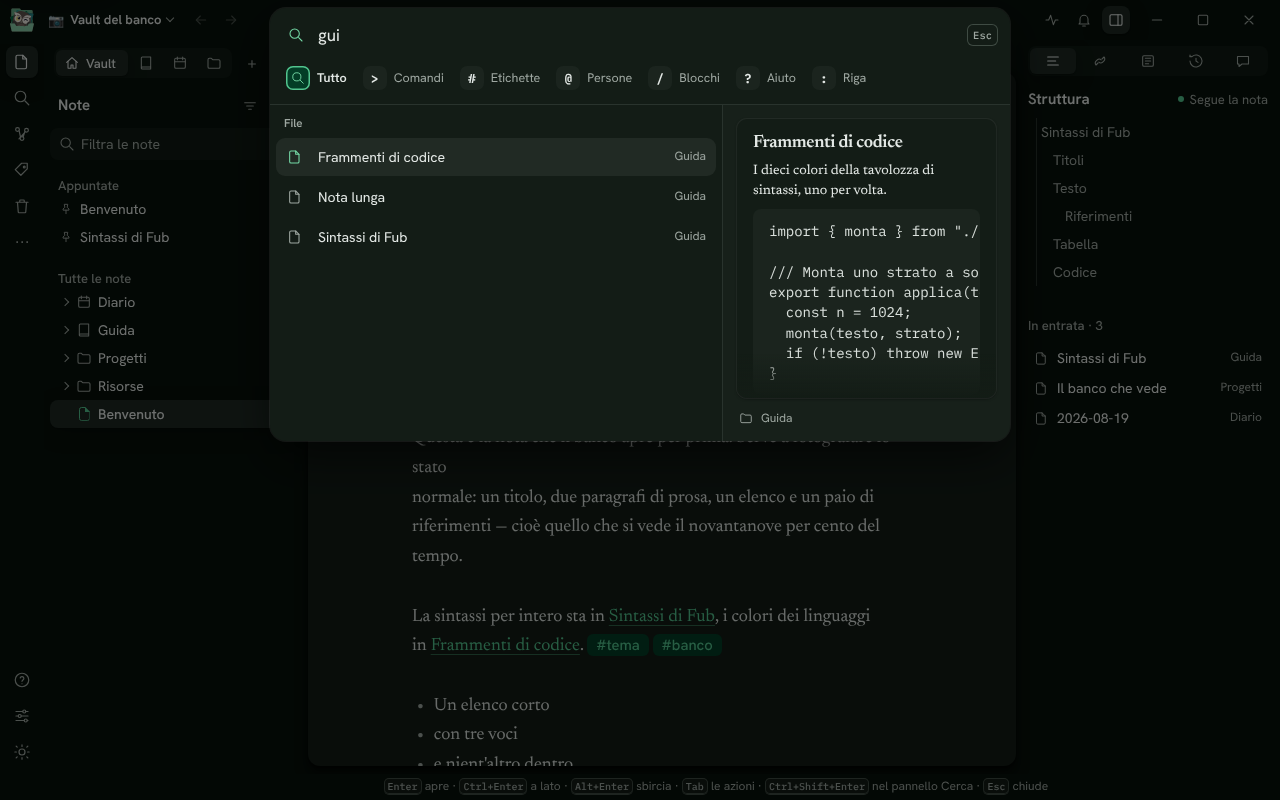 Vault del banco
gui
Esc
Vault
Tutto
> Comandi
# Etichette
@ Persone
/ Blocchi
? Aiuto
: Riga
Note
Filtra le note
Appuntate
Benvenuto
Sintassi di Fub
Tutte le note
Diario
Guida
Progetti
Risorse
Benvenuto
File
Frammenti di codice Guida
Nota lunga Guida
Sintassi di Fub Guida
Frammenti di codice
I dieci colori della tavolozza di
sintassi, uno per volta.
import { monta } from "./
/// Monta uno strato a so
export function applica(t
const n = 1024;
monta(testo, strato);
if (!testo) throw new E
}
Guida
stato
normale: un titolo, due paragrafi di prosa, un elenco e un paio di
riferimenti — cioè quello che si vede il novantanove per cento del
tempo.
La sintassi per intero sta in Sintassi di Fub, i colori dei linguaggi
in Frammenti di codice. #tema #banco
• Un elenco corto
• con tre voci
• e nient'altro dentro
Struttura
Segue la nota
Sintassi di Fub
Titoli
Testo
Riferimenti
Tabella
Codice
In entrata · 3
Sintassi di Fub Guida
Il banco che vede Progetti
2026-08-19 Diario
Enter apre · Ctrl+Enter a lato · Alt+Enter sbircia · Tab le azioni · Ctrl+Shift+Enter nel pannello Cerca · Esc chiude